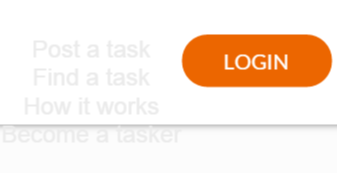 Post a task
LOGIN
Find a task
How it works
Become a tasker